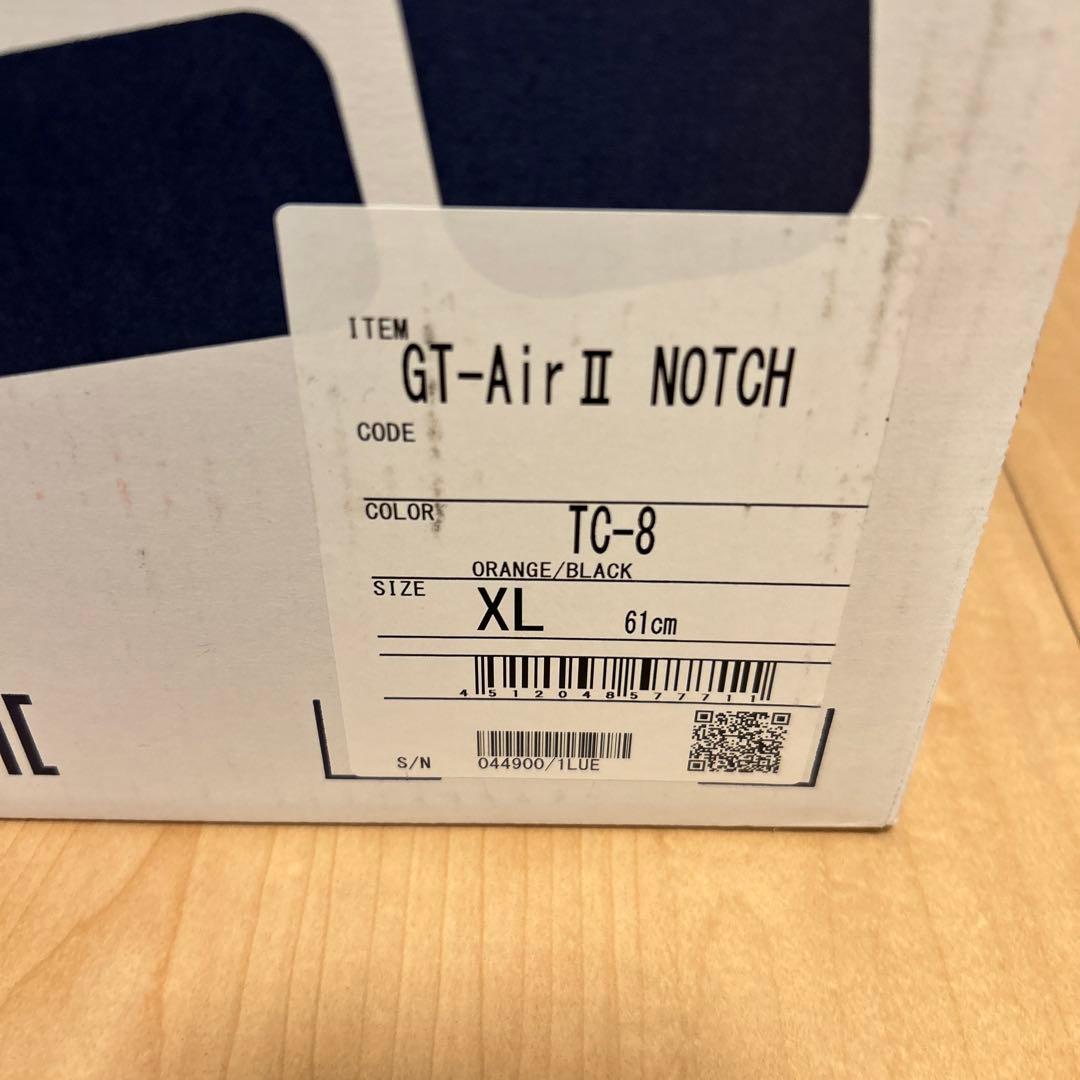 ITEM
GT-AirⅡ NOTCH
CODE
COLOR
TC-8
ORANGE/BLACK
SIZE
XL 61cm
4512048577711
S/N 044900/1LUE